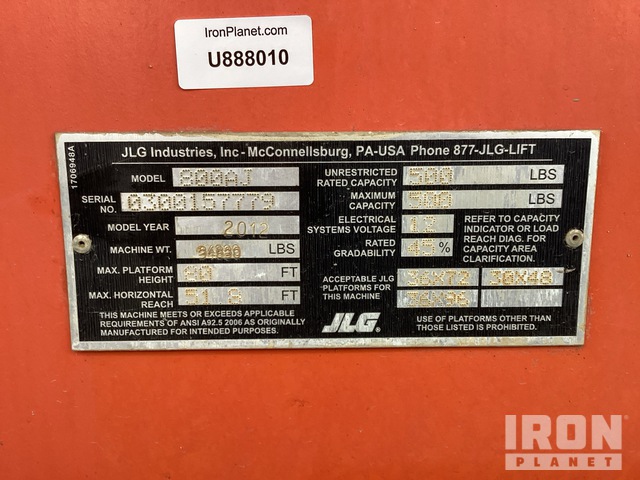 IronPlanet.com
U888010
1706948A
JLG Industries, Inc - McConnellsburg, PA-USA Phone 877-JLG-LIFT
MODEL 800AJ
SERIAL NO. 0300157779
MODEL YEAR 2012
MACHINE WT. LBS
MAX. PLATFORM HEIGHT 80 FT
MAX. HORIZONTAL REACH 51 8 FT
THIS MACHINE MEETS OR EXCEEDS APPLICABLE
REQUIREMENTS OF ANSI A92.5 2006 AS ORIGINALLY
MANUFACTURED FOR INTENDED PURPOSES.
UNRESTRICTED RATED CAPACITY 500 LBS
MAXIMUM CAPACITY 500 LBS
ELECTRICAL SYSTEMS VOLTAGE 12
RATED GRADABILITY 45 %
REFER TO CAPACITY
INDICATOR OR LOAD
REACH DIAG. FOR
CAPACITY AREA
CLARIFICATION.
ACCEPTABLE JLG PLATFORMS FOR THIS MACHINE
36X72 30X48
36X96
JLG®
USE OF PLATFORMS OTHER THAN
THOSE LISTED IS PROHIBITED.
IRON
PLANET